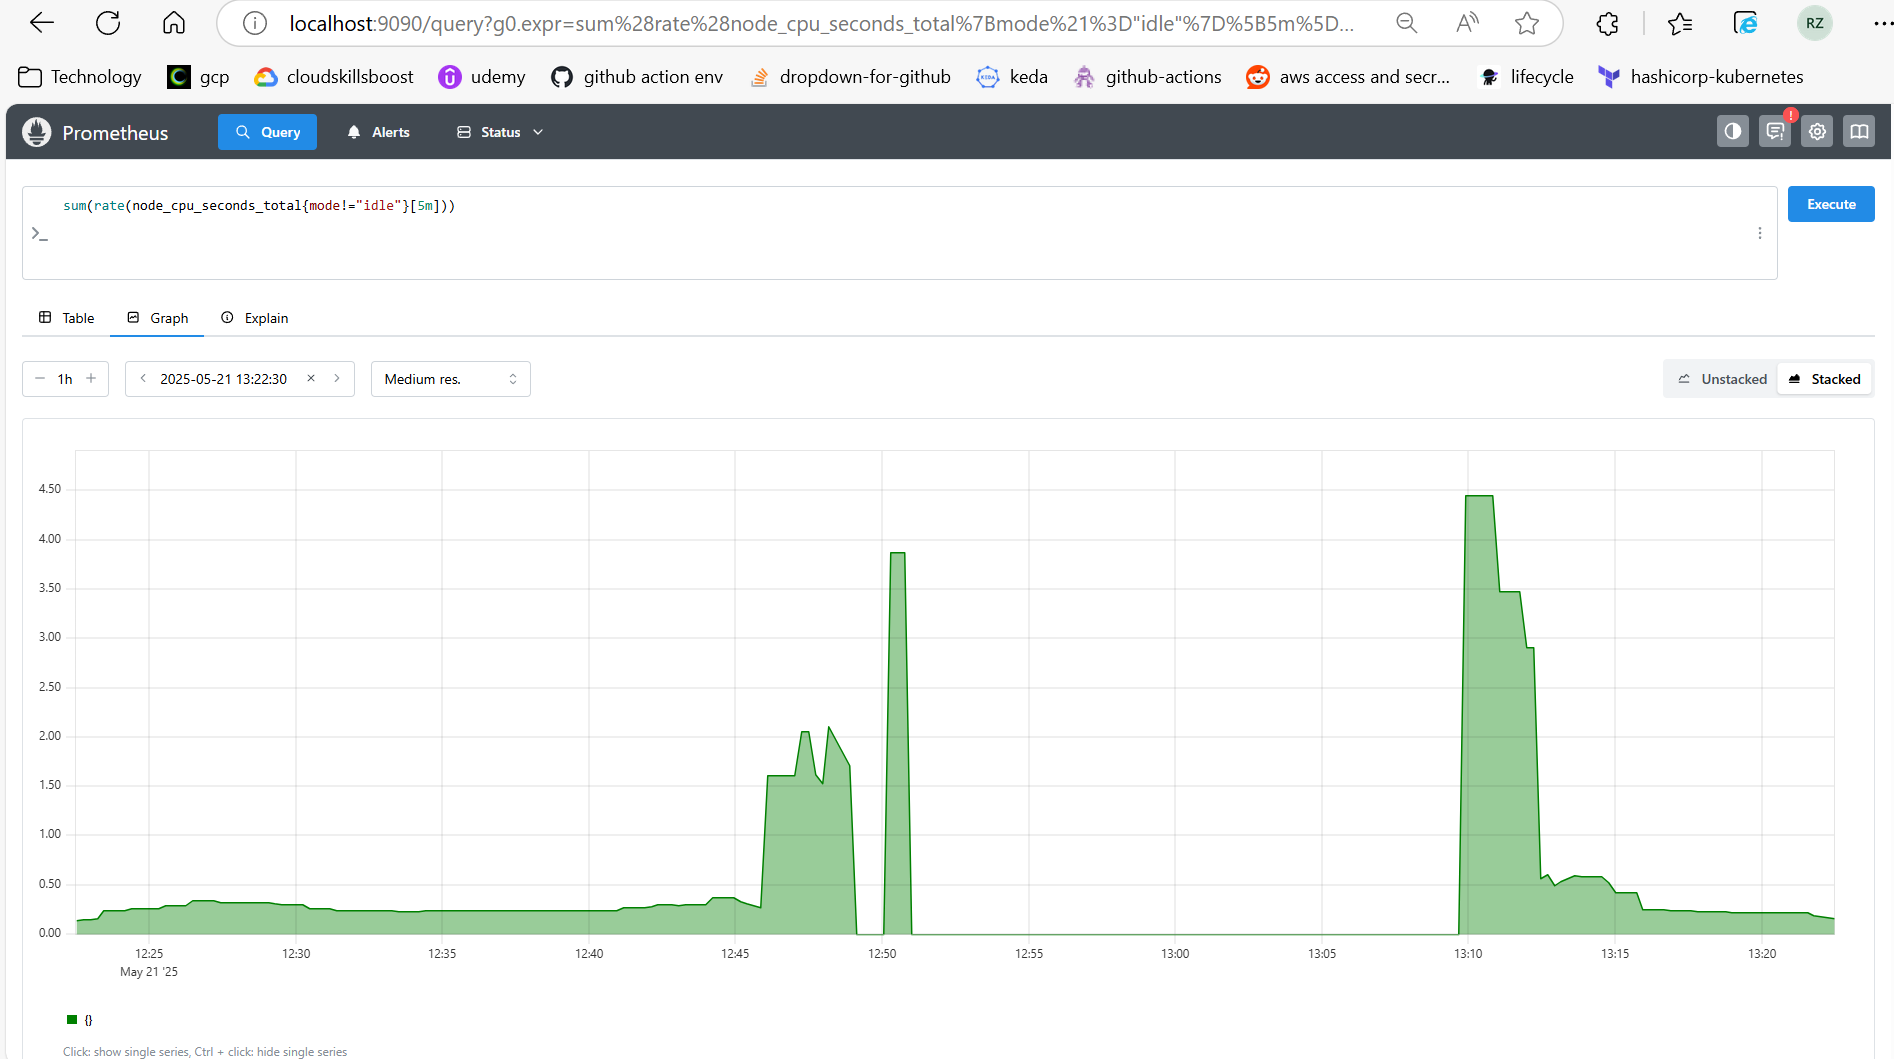 localhost:9090/query?g0.expr=sum%28rate%28node_cpu_seconds_total%7Bmode%21%3D"idle"%7D%5B5m%5D...
A
RZ
Technology gcp cloudskillsboost udemy github action env dropdown-for-github keda github-actions aws access and secr... lifecycle hashicorp-kubernetes
Prometheus Query Alerts Status
!
sum(rate(node_cpu_seconds_total{mode!="idle"}[5m]))
>_
Execute
Table Graph Explain
− 1h + < 2025-05-21 13:22:30 × > Medium res. Unstacked Stacked
4.50
4.00
3.50
3.00
2.50
2.00
1.50
1.00
0.50
0.00
12:25 12:30 12:35 12:40 12:45 12:50 12:55 13:00 13:05 13:10 13:15 13:20
May 21 '25
{}
Click: show single series, Ctrl + click: hide single series